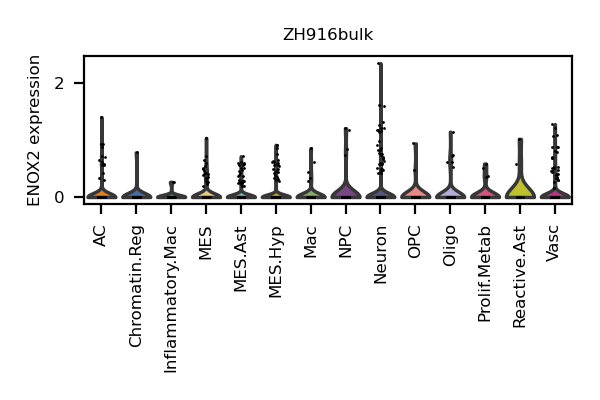 ZH916bulk
ENOX2 expression
2
0
AC
Chromatin.Reg
Inflammatory.Mac
MES
MES.Ast
MES.Hyp
Mac
NPC
Neuron
OPC
Oligo
Prolif.Metab
Reactive.Ast
Vasc